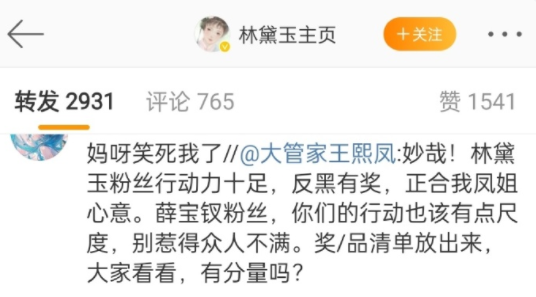 林黛玉主页
+关注
转发 2931
评论 765
赞 1541
妈呀笑死我了//@大管家王熙凤:妙哉！林黛
玉粉丝行动力十足，反黑有奖，正合我凤姐
心意。薛宝钗粉丝，你们的行动也该有点尺
度，别惹得众人不满。奖/品清单放出来，
大家看看，有分量吗？